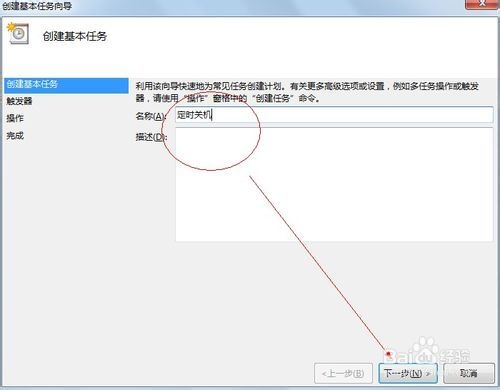 创建基本任务向导
创建基本任务
创建基本任务
触发器
操作
完成
利用该向导快速地为常见任务创建计划。有关更多高级选项或设置，例如多任务操作或触发
器，请使用“操作”窗格中的“创建任务”命令。
名称(A): 定时关机
描述(D):
<上一步(B) 下一步(N) > 取消
Baidu经验